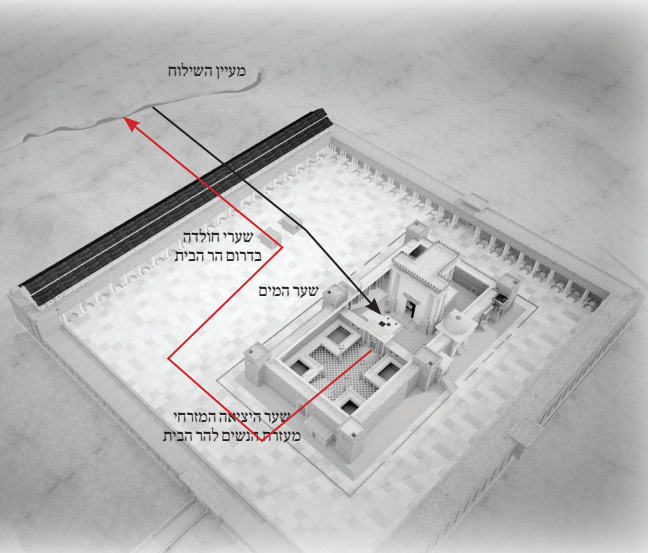 מעיין השילוח
שערי חולדה
בדרום הר הבית
שער המים
שער היציאה המזרחי
מעזרת הנשים להר הבית